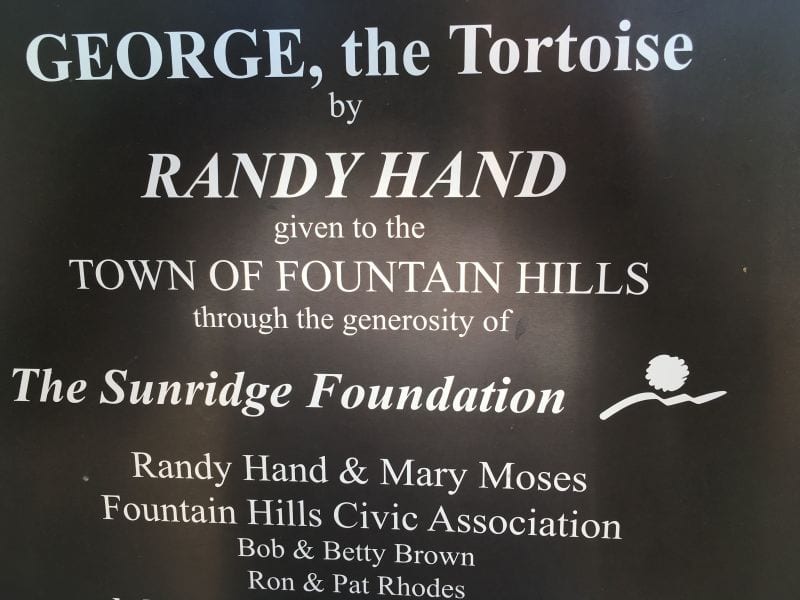 GEORGE, the Tortoise
by
RANDY HAND
given to the
TOWN OF FOUNTAIN HILLS
through the generosity of
The Sunridge Foundation
Randy Hand & Mary Moses
Fountain Hills Civic Association
Bob & Betty Brown
Ron & Pat Rhodes